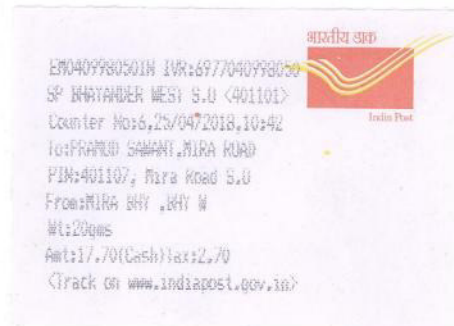 भारतीय डाक
India Post
EM040998050IN IVR:6977040998050
SP BHAYANDER WEST S.O <401101>
Counter No:6,25/04/2018,10:42
To:PRAMOD SAWANT,MIRA ROAD
PIN:401107, Mira Road S.O
From:MIRA BHY .BHY W
Wt:20gms
Amt:17.70(Cash)Tax:2.70
<Track on www.indiapost.gov.in>